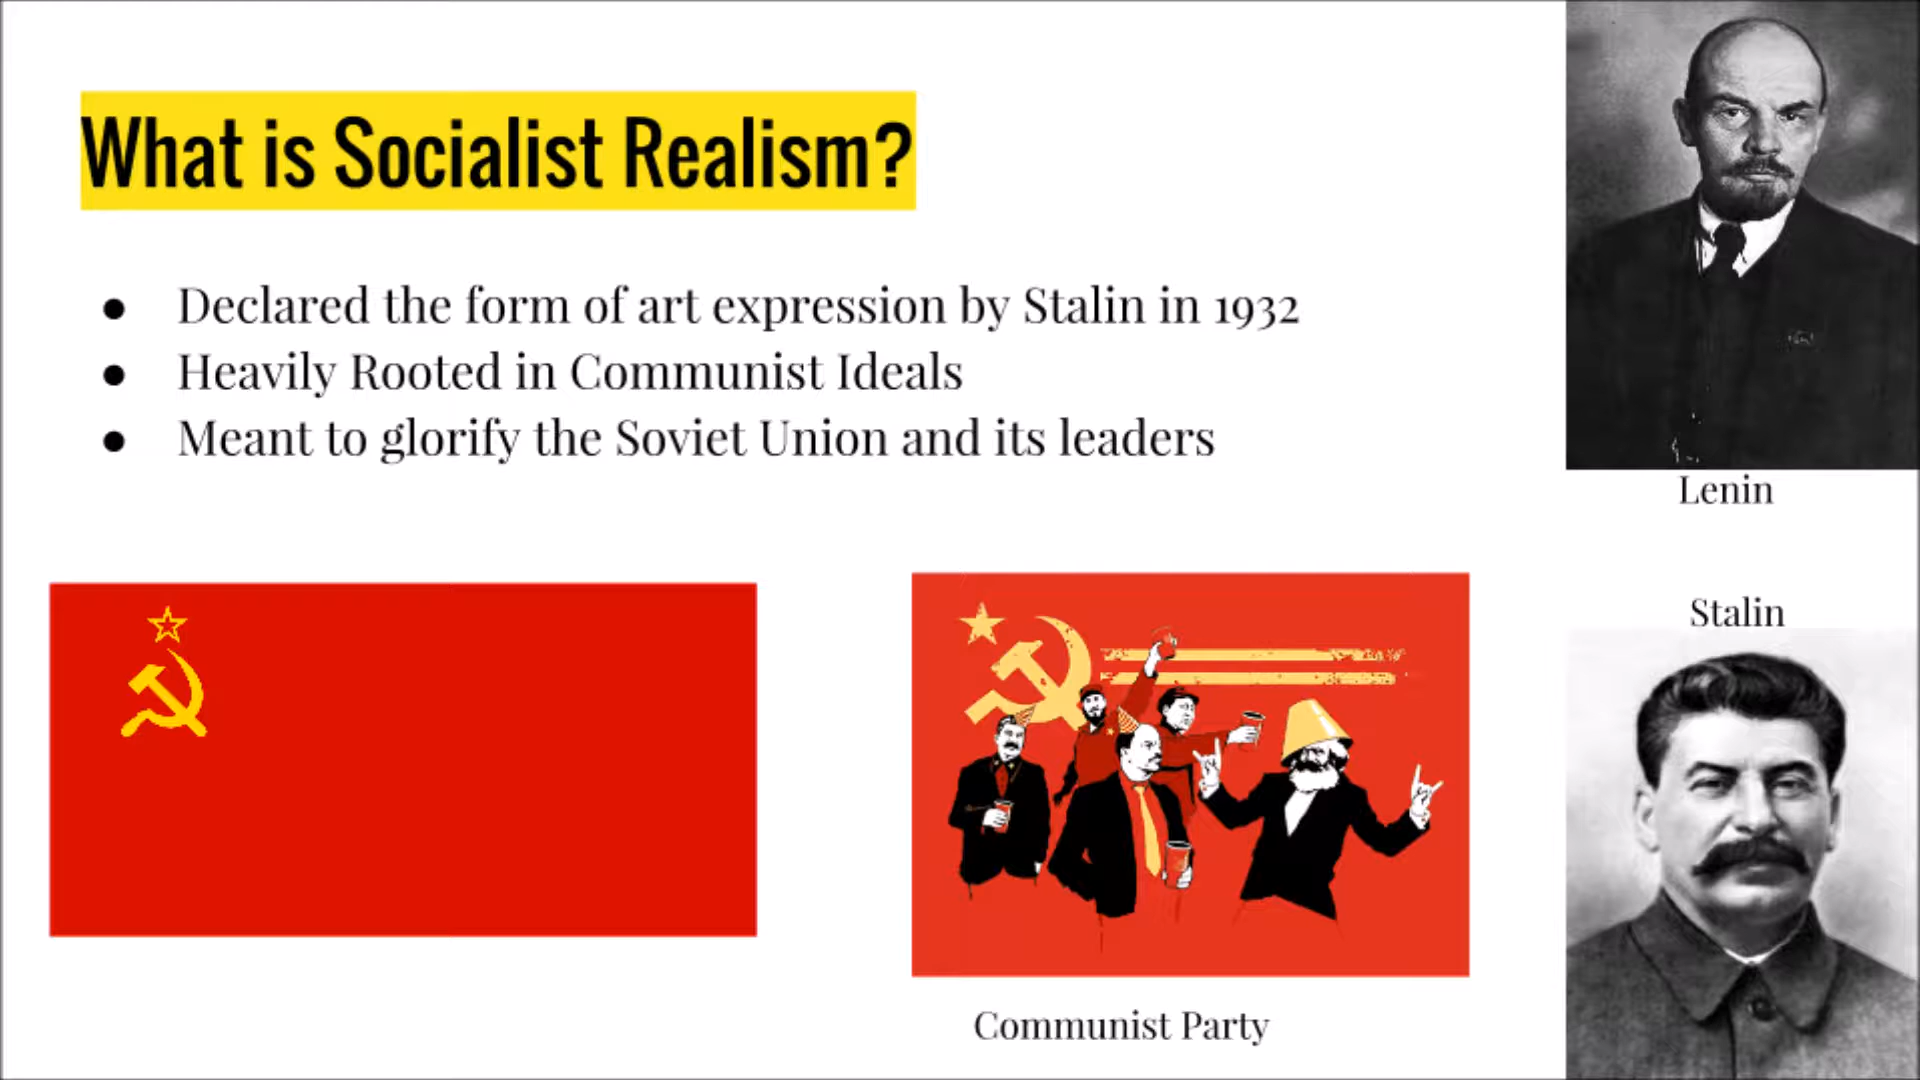 What is Socialist Realism?
● Declared the form of art expression by Stalin in 1932
● Heavily Rooted in Communist Ideals
● Meant to glorify the Soviet Union and its leaders
Lenin
Stalin
Communist Party